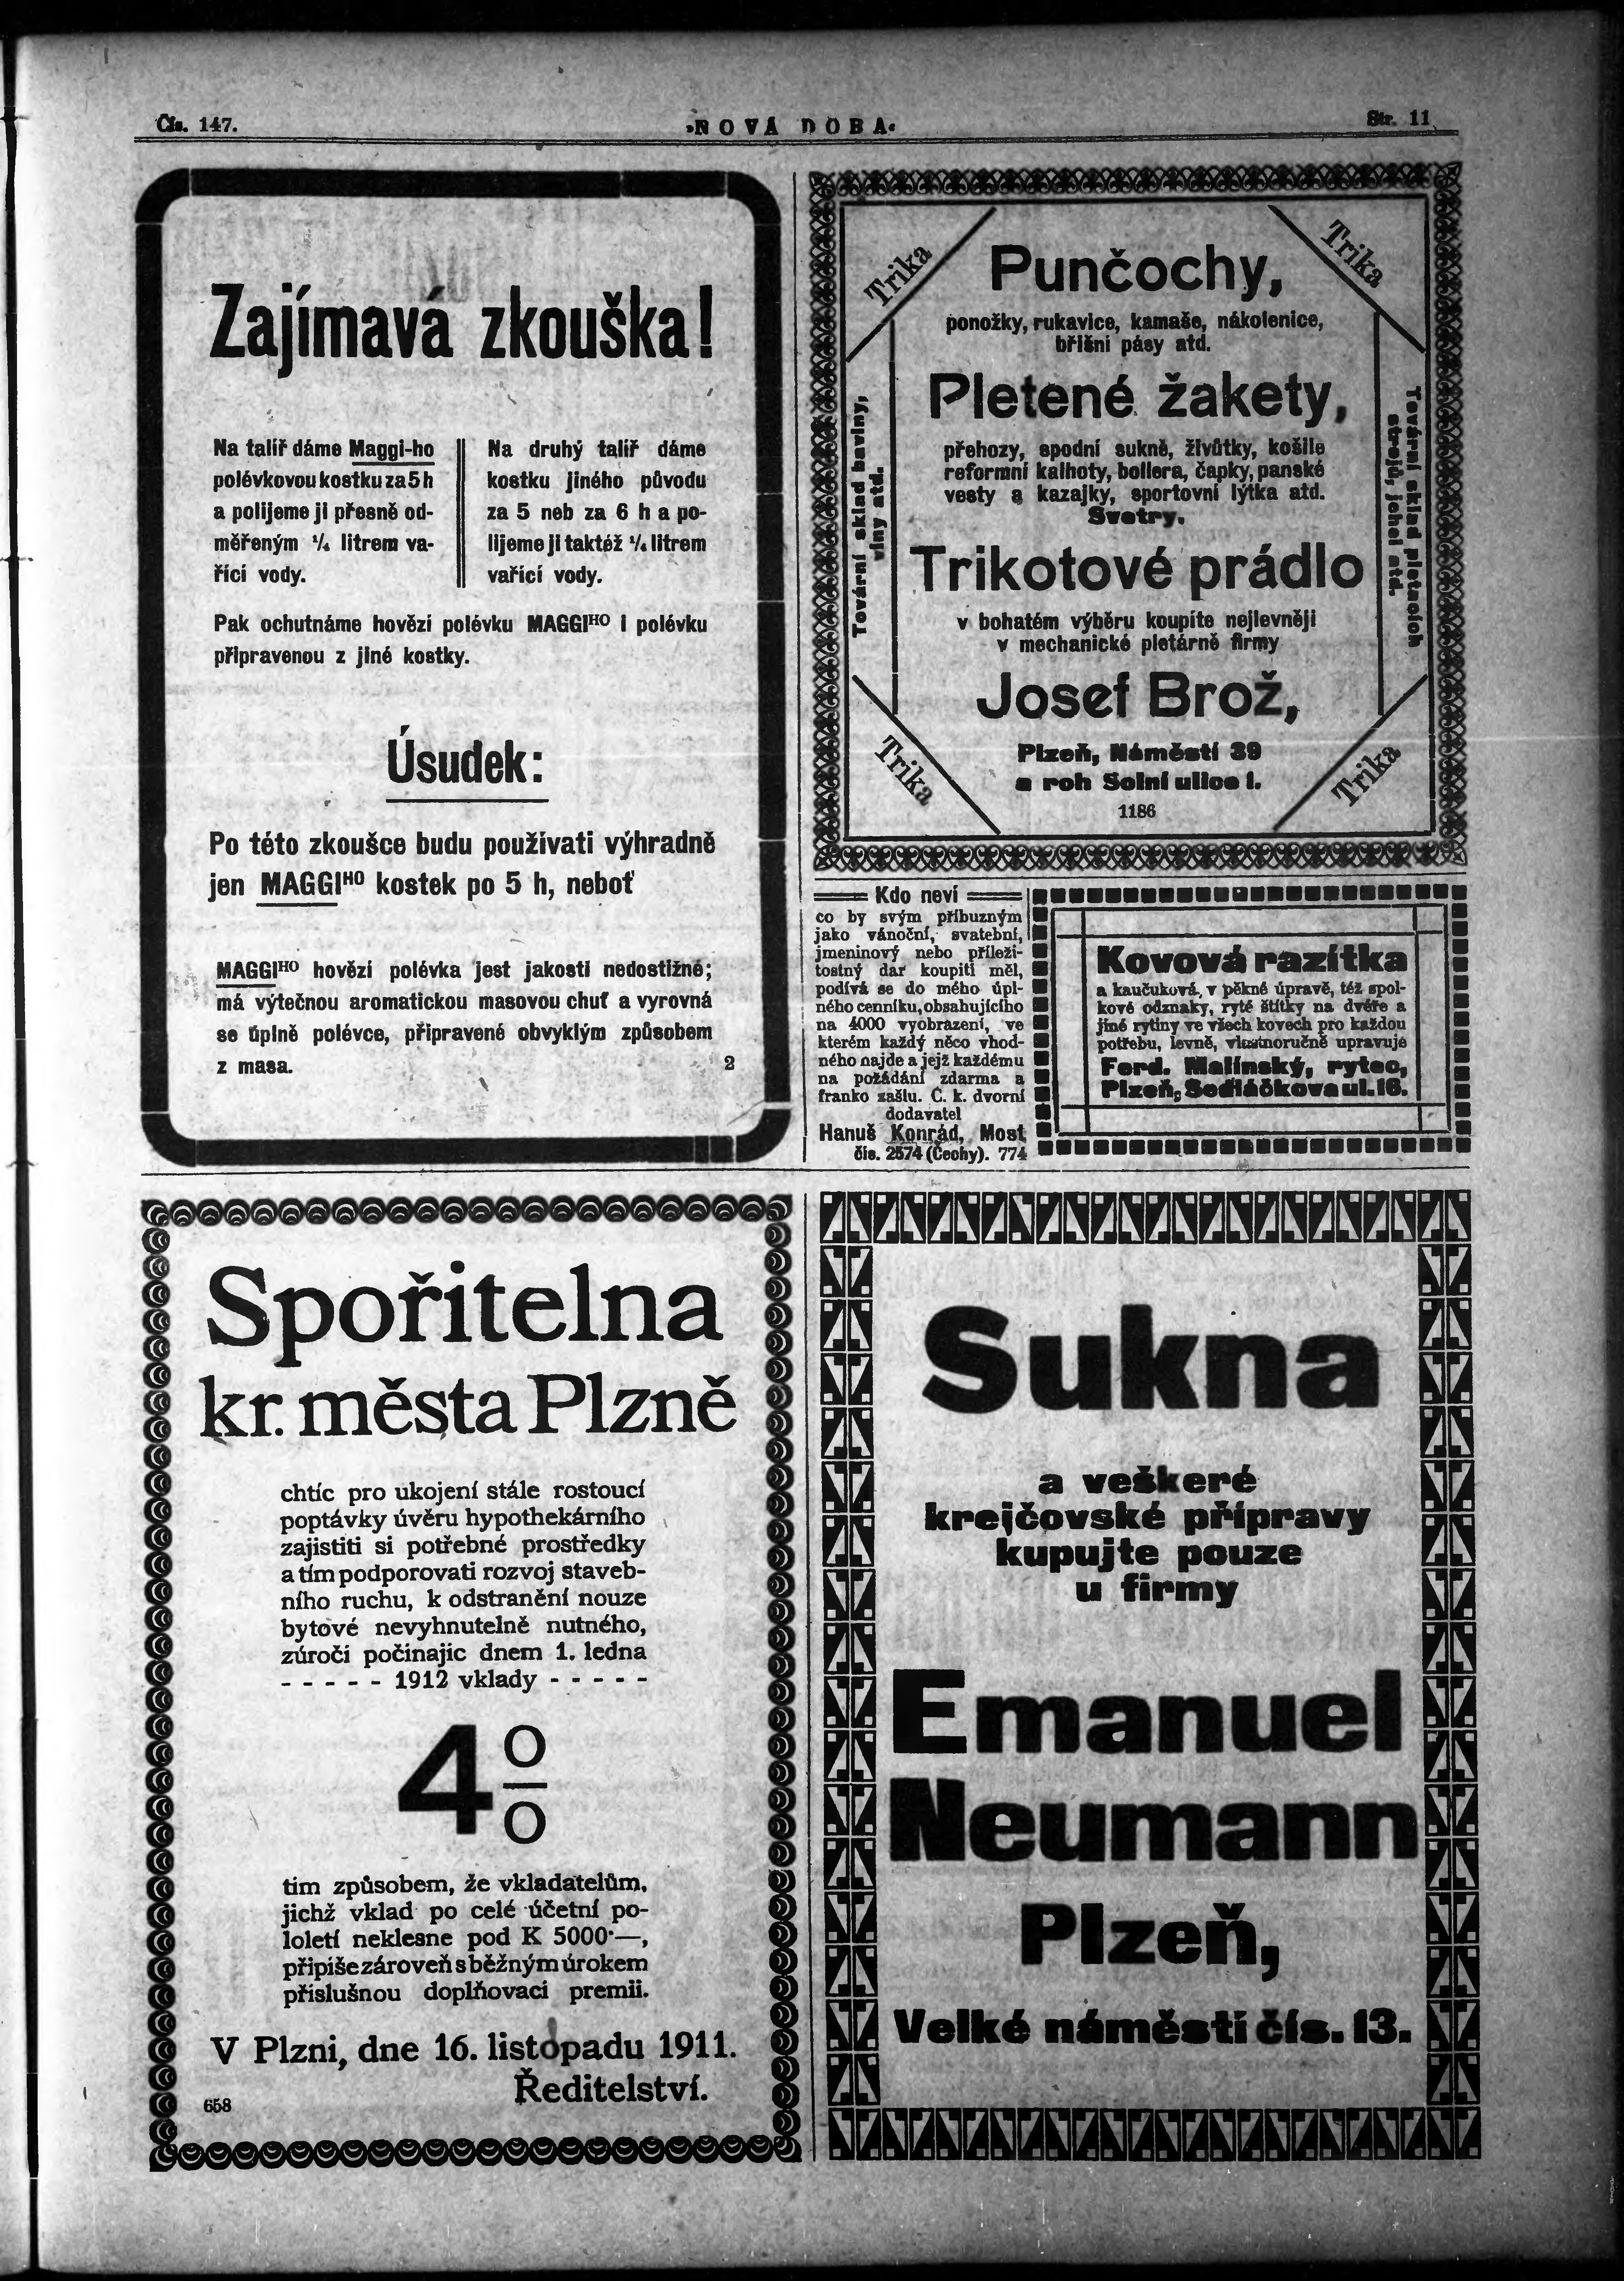 Čís. 147.
»NOVÁ DOBA«
Str. 11
Zajímavá zkouška!
Na talíř dáme Maggi-ho
polévkovou kostku za 5 h
a polijeme ji přesně od-
měřeným ¼ litrem va-
řící vody.
Na druhý talíř dáme
kostku jiného původu
za 5 neb za 6 h a po-
lijeme ji taktéž ¼ litrem
vařící vody.
Pak ochutnáme hovězí polévku MAGGIHO i polévku
připravenou z jiné kostky.
Úsudek:
Po této zkoušce budu používati výhradně
jen MAGGIHO kostek po 5 h, neboť
MAGGIHO hovězí polévka jest jakosti nedostižné;
má výtečnou aromatickou masovou chuť a vyrovná
se úplně polévce, připravené obvyklým způsobem
z masa.
2
Trika
Trika
Punčochy,
ponožky, rukavice, kamaše, nákolenice,
břišní pásy atd.
Pletené žakety,
přehozy, spodní sukně, živůtky, košile
reformní kalhoty, bollera, čapky, panské
vesty a kazajky, sportovní lýtka atd.
Svetry.
Trikotové prádlo
v bohatém výběru koupíte nejlevněji
v mechanické pletárně firmy
Josef Brož,
Plzeň, Náměstí 39
a roh Solní ulice I.
1186
Tovární sklad bavlny,
vlny atd.
Tovární sklad pletacích
strojů, jehel atd.
Trika
Trika
Kdo neví
co by svým příbuzným
jako vánoční, svatební,
jmeninový nebo příleži-
tostný dar koupiti měl,
podívá se do mého úpl-
ného cenníku, obsahujícího
na 4000 vyobrazení, ve
kterém každý něco vhod-
ného najde a jejž každému
na požádání zdarma a
franko zašlu. C. k. dvorní
dodavatel
Hanuš Konrád, Most
čís. 2574 (Čechy). 774
Kovová razítka
a kaučuková, v pěkné úpravě, též spol-
kové odznaky, ryté štítky na dvéře a
jiné rytiny ve všech kovech pro každou
potřebu, levně, vlastnoručně upravuje
Ferd. Malínský, rytec,
Plzeň, Sedláčkova ul. 16.
Spořitelna
kr. města Plzně
chtíc pro ukojení stále rostoucí
poptávky úvěru hypothekárního
zajistiti si potřebné prostředky
a tím podporovati rozvoj staveb-
ního ruchu, k odstranění nouze
bytové nevyhnutelně nutného,
zúročí počínajíc dnem 1. ledna
- - - - - 1912 vklady - - - - -
4%
tím způsobem, že vkladatelům,
jichž vklad po celé účetní po-
loletí neklesne pod K 5000·—,
připíše zároveň s běžným úrokem
příslušnou doplňovací premii.
V Plzni, dne 16. listopadu 1911.
Ředitelství.
658
Sukna
a veškeré
krejčovské přípravy
kupujte pouze
u firmy
Emanuel
Neumann
Plzeň,
Velké náměstí čís. 13.